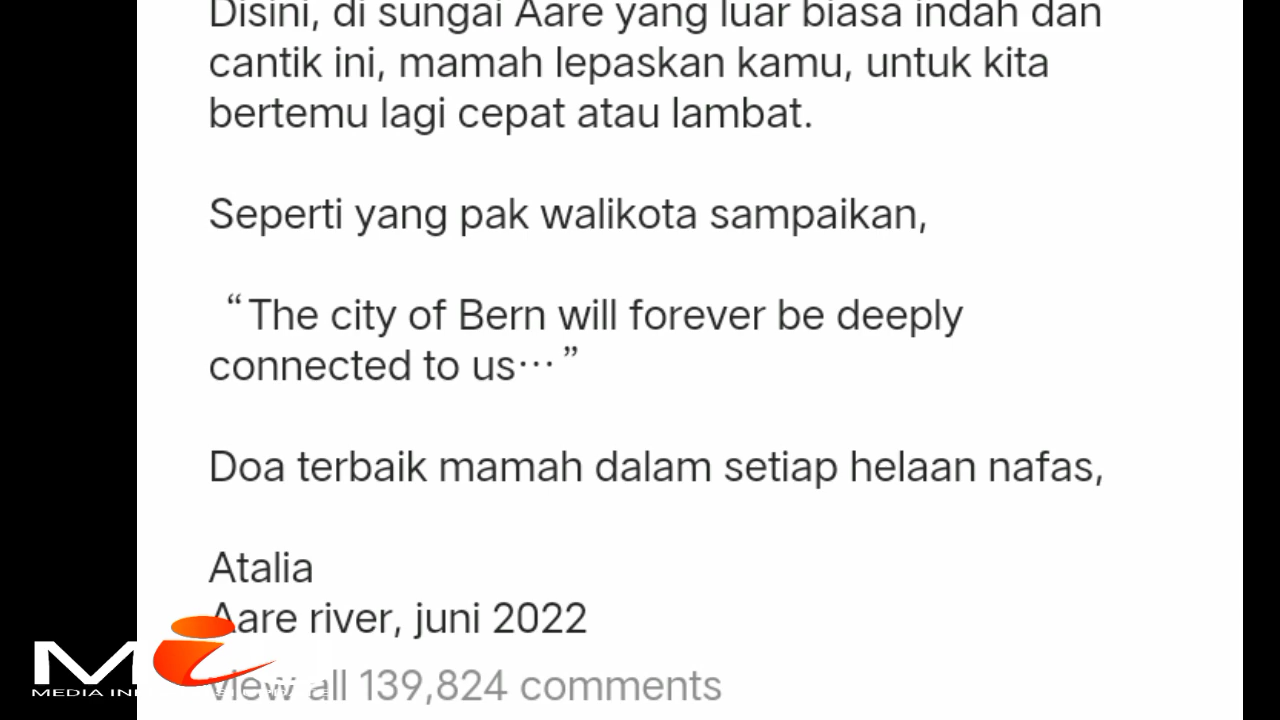 Disini, di sungai Aare yang luar biasa indah dan
cantik ini, mamah lepaskan kamu, untuk kita
bertemu lagi cepat atau lambat.
Seperti yang pak walikota sampaikan,
“The city of Bern will forever be deeply
connected to us…”
Doa terbaik mamah dalam setiap helaan nafas,
Atalia
Aare river, juni 2022
View all 139,824 comments
MEDIA